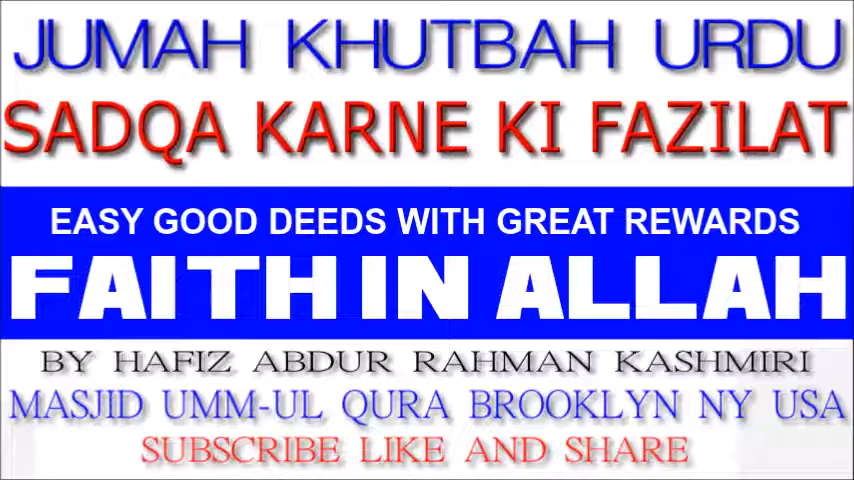 JUMAH KHUTBAH URDU
SADQA KARNE KI FAZILAT
EASY GOOD DEEDS WITH GREAT REWARDS
FAITH IN ALLAH
BY HAFIZ ABDUR RAHMAN KASHMIRI
MASJID UMM-UL QURA BROOKLYN NY USA
SUBSCRIBE LIKE AND SHARE